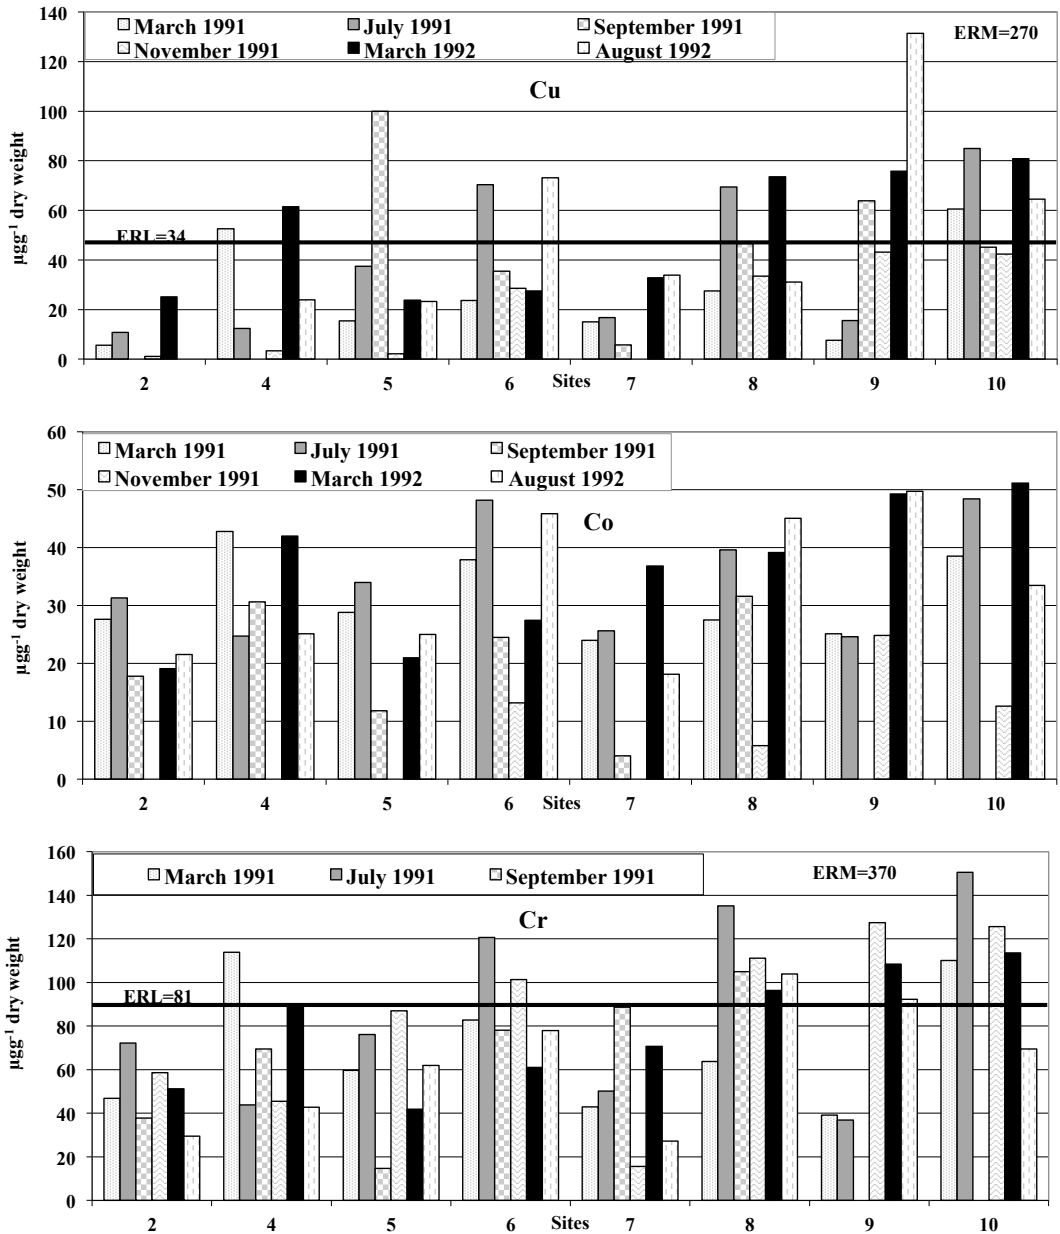 140
March 1991 July 1991 September 1991
November 1991 March 1992 August 1992
ERM=270
120
Cu
100
80
60
ERL=34
40
20
0
µgg-1 dry weight
2 4 5 6 Sites 7 8 9 10
60
March 1991 July 1991 September 1991
November 1991 March 1992 August 1992
50
Co
40
30
20
10
0
µgg-1 dry weight
2 4 5 6 Sites 7 8 9 10
160
March 1991 July 1991 September 1991
ERM=370
140
Cr
120
100
ERL=81
80
60
40
20
0
µgg-1 dry weight
2 4 5 6 Sites 7 8 9 10